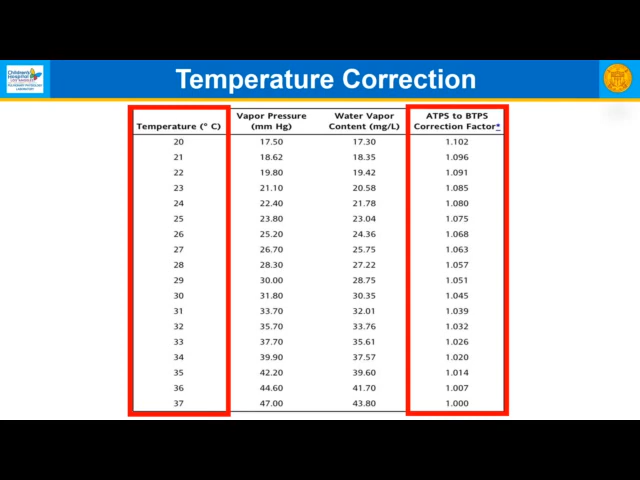 Children's
Hospital
LOS ANGELES
PULMONARY PHYSIOLOGY
LABORATORY
Temperature Correction
Temperature (° C) Vapor Pressure (mm Hg) Water Vapor Content (mg/L) ATPS to BTPS Correction Factor*
20 17.50 17.30 1.102
21 18.62 18.35 1.096
22 19.80 19.42 1.091
23 21.10 20.58 1.085
24 22.40 21.78 1.080
25 23.80 23.04 1.075
26 25.20 24.36 1.068
27 26.70 25.75 1.063
28 28.30 27.22 1.057
29 30.00 28.75 1.051
30 31.80 30.35 1.045
31 33.70 32.01 1.039
32 35.70 33.76 1.032
33 37.70 35.61 1.026
34 39.90 37.57 1.020
35 42.20 39.60 1.014
36 44.60 41.70 1.007
37 47.00 43.80 1.000